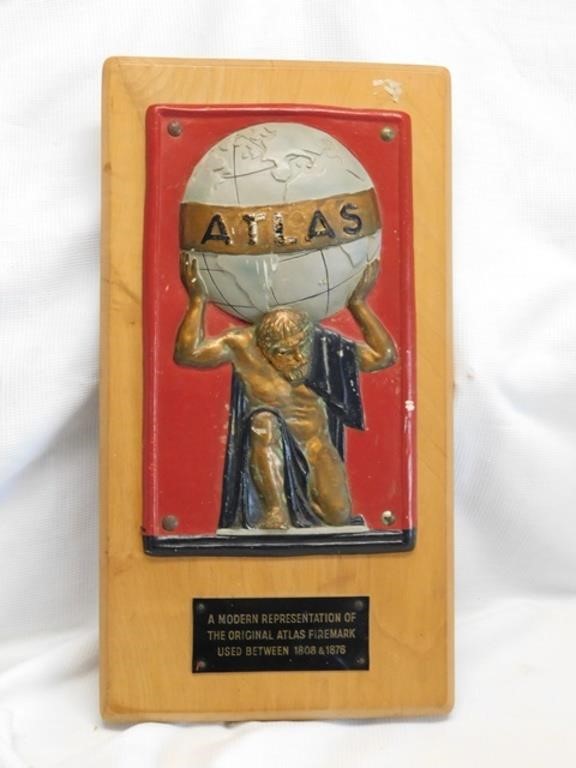 ATLAS
A MODERN REPRESENTATION OF
THE ORIGINAL ATLAS FIREMARK
USED BETWEEN 1808 & 1876